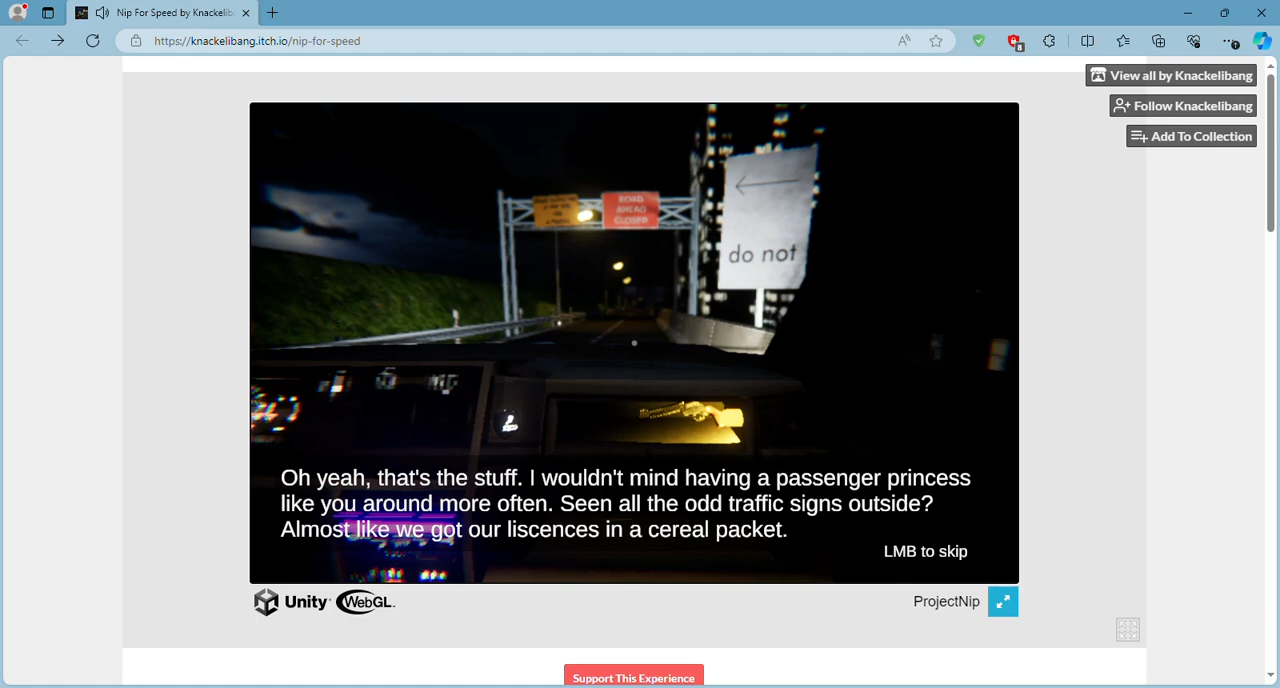 Nip For Speed by Knackelib
https://knackelibang.itch.io/nip-for-speed
8
View all by Knackelibang
Follow Knackelibang
Add To Collection
ROAD
AHEAD
CLOSED
do not
Oh yeah, that's the stuff. I wouldn't mind having a passenger princess
like you around more often. Seen all the odd traffic signs outside?
Almost like we got our liscences in a cereal packet.
LMB to skip
Unity
WebGL
ProjectNip
Support This Experience